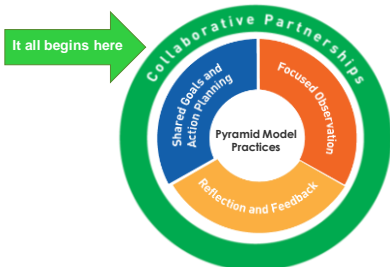 It all begins here
Collaborative Partnerships
Shared Goals and
Action Planning
Focused Observation
Pyramid Model
Practices
Reflection and Feedback